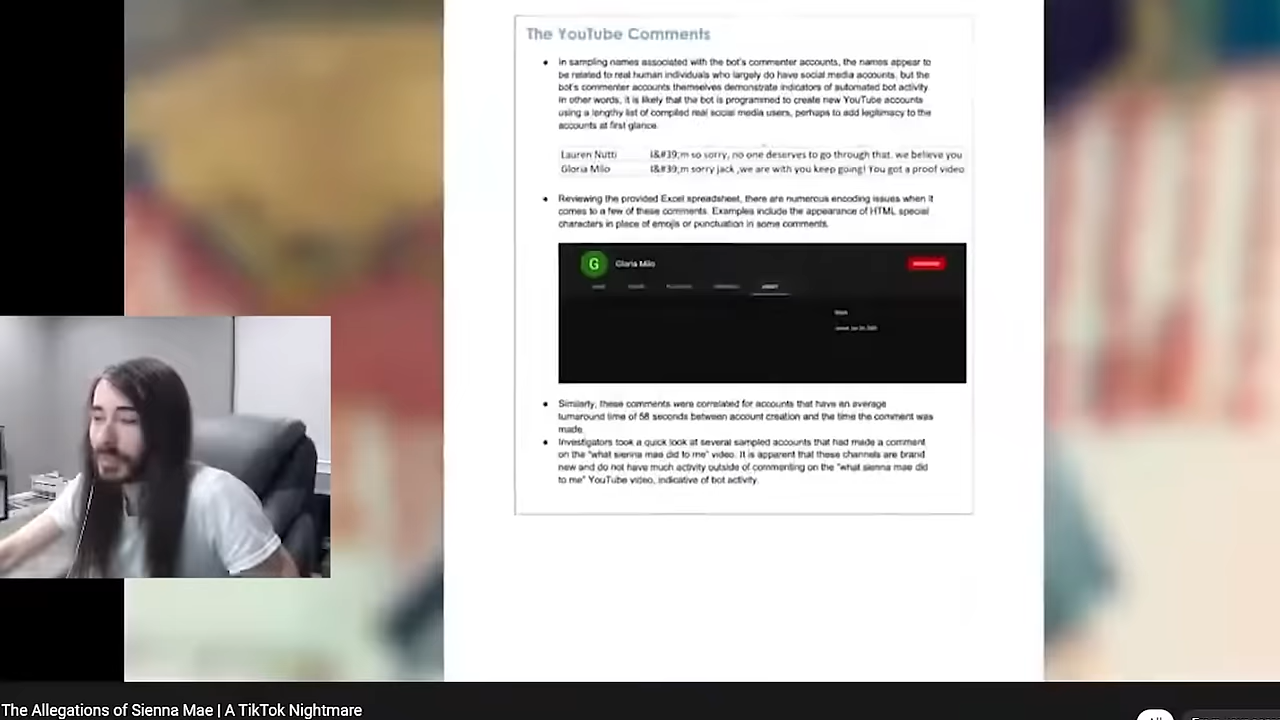 The YouTube Comments
In sampling names associated with the bot's commenter accounts, the names appear to
be related to real human individuals who largely do have social media accounts, but the
bot's commenter accounts themselves demonstrate indicators of automated bot activity.
In other words, it is likely that the bot is programmed to create new YouTube accounts
using a lengthy list of compiled real social media users, perhaps to add legitimacy to the
accounts at first glance.
Lauren Nutti I&#39;m so sorry, no one deserves to go through that. we believe you
Gloria Milo I&#39;m sorry jack ,we are with you keep going! You got a proof video
Reviewing the provided Excel spreadsheet, there are numerous encoding issues when it
comes to a few of these comments. Examples include the appearance of HTML special
characters in place of emojis or punctuation in some comments.
G Gloria Milo
ABOUT
Stats
Joined Jan 30,
Similarly, these comments were correlated for accounts that have an average
turnaround time of 58 seconds between account creation and the time the comment was
made.
Investigators took a quick look at several sampled accounts that had made a comment
on the "what sienna mae did to me" video. It is apparent that these channels are brand
new and do not have much activity outside of commenting on the "what sienna mae did
to me" YouTube video, indicative of bot activity.
The Allegations of Sienna Mae | A TikTok Nightmare
All